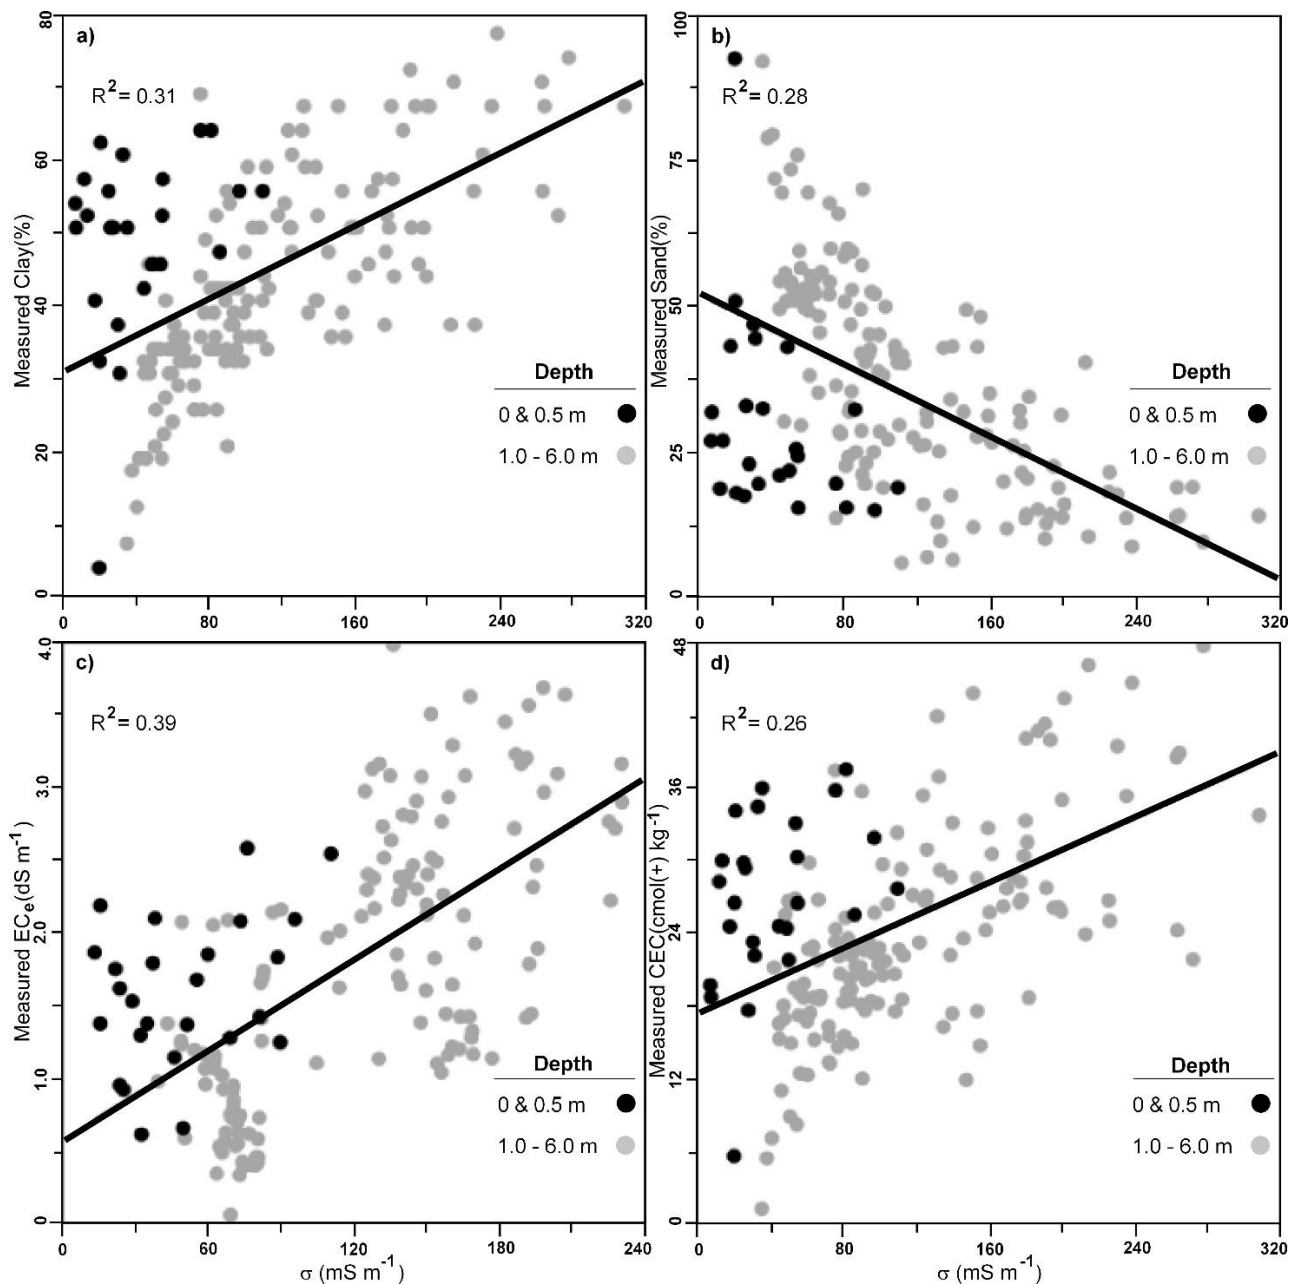 a)
R² = 0.31
Measured Clay(%)
80
60
40
20
0
0 80 160 240 320
Depth
0 & 0.5 m
1.0 - 6.0 m
b)
R² = 0.28
Measured Sand(%)
100
75
50
25
0
0 80 160 240 320
Depth
0 & 0.5 m
1.0 - 6.0 m
c)
R² = 0.39
Measured ECe(dS m⁻¹)
4.0
3.0
2.0
1.0
0
0 60 120 180 240
σ (mS m⁻¹)
Depth
0 & 0.5 m
1.0 - 6.0 m
d)
R² = 0.26
Measured CEC(cmol(+) kg⁻¹)
48
36
24
12
0
0 80 160 240 320
σ (mS m⁻¹)
Depth
0 & 0.5 m
1.0 - 6.0 m